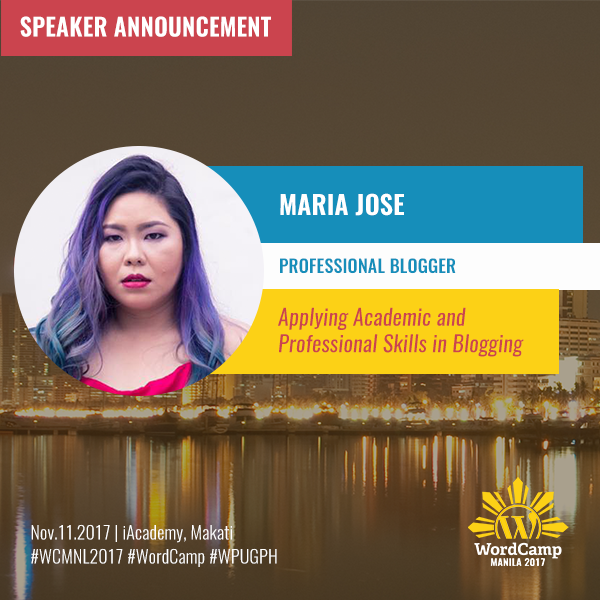 SPEAKER ANNOUNCEMENT
MARIA JOSE
PROFESSIONAL BLOGGER
Applying Academic and
Professional Skills in Blogging
Nov.11.2017 | iAcademy, Makati
#WCMNL2017 #WordCamp #WPUGPH
W
WordCamp
MANILA 2017